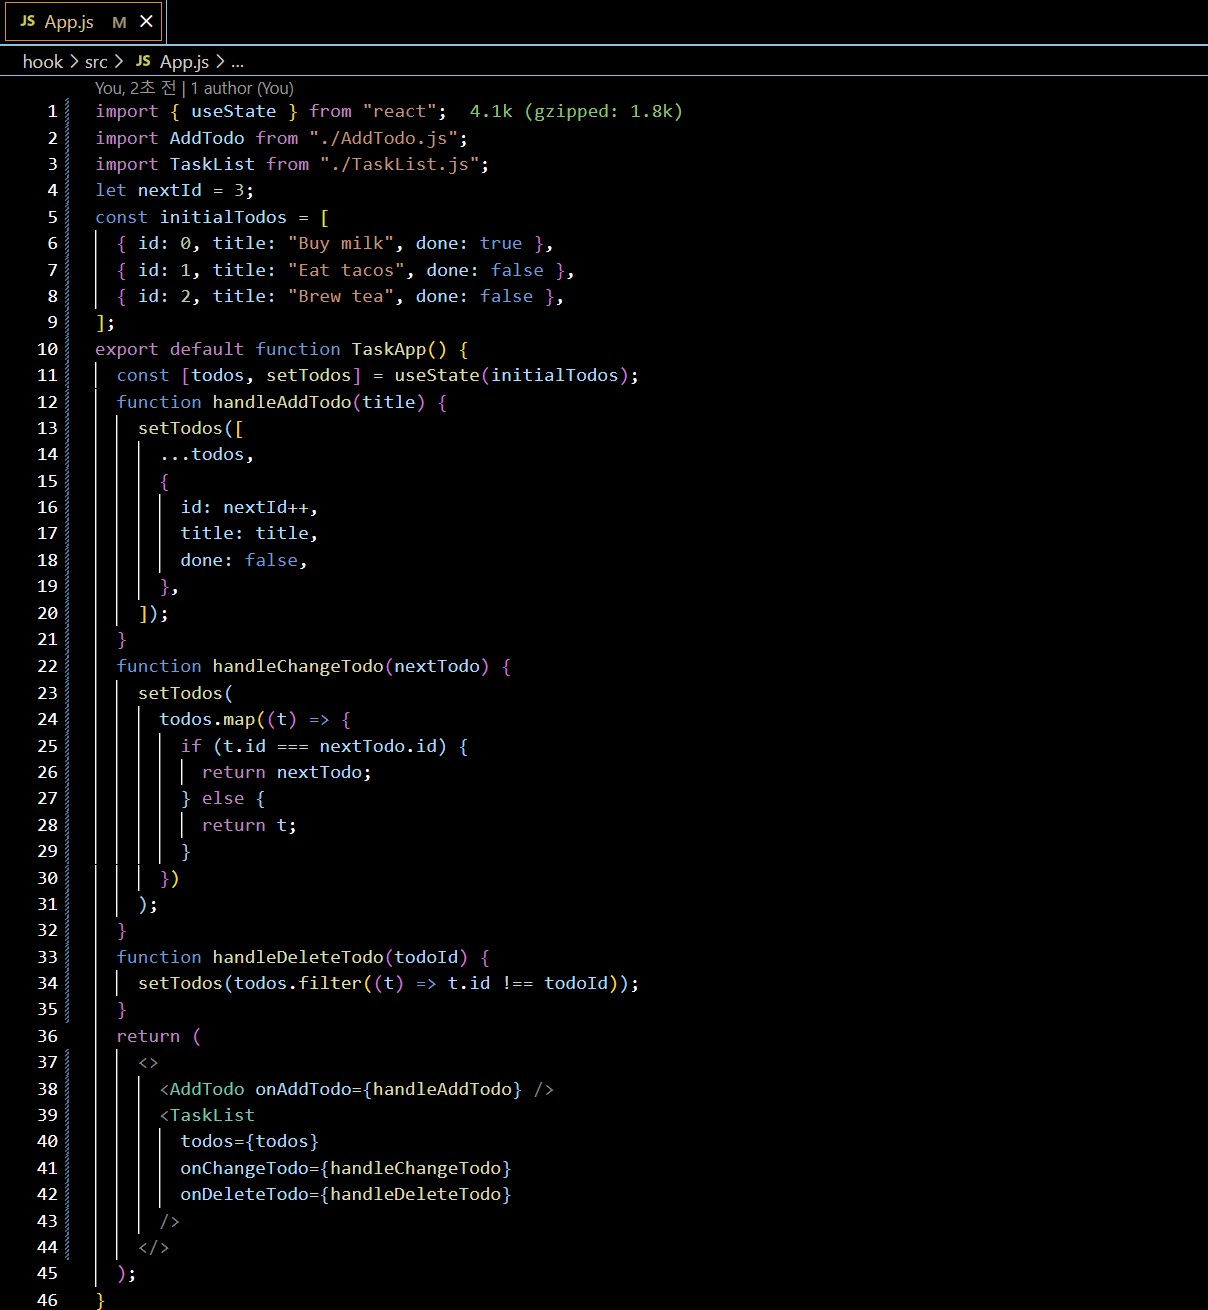 JS App.js M ×
hook > src > JS App.js > ...
You, 2초 전 | 1 author (You)
1 import { useState } from "react"; 4.1k (gzipped: 1.8k)
2 import AddTodo from "./AddTodo.js";
3 import TaskList from "./TaskList.js";
4 let nextId = 3;
5 const initialTodos = [
6   { id: 0, title: "Buy milk", done: true },
7   { id: 1, title: "Eat tacos", done: false },
8   { id: 2, title: "Brew tea", done: false },
9 ];
10 export default function TaskApp() {
11   const [todos, setTodos] = useState(initialTodos);
12   function handleAddTodo(title) {
13     setTodos([
14       ...todos,
15       {
16         id: nextId++,
17         title: title,
18         done: false,
19       },
20     ]);
21   }
22   function handleChangeTodo(nextTodo) {
23     setTodos(
24       todos.map((t) => {
25         if (t.id === nextTodo.id) {
26           return nextTodo;
27         } else {
28           return t;
29         }
30       })
31     );
32   }
33   function handleDeleteTodo(todoId) {
34     setTodos(todos.filter((t) => t.id !== todoId));
35   }
36   return (
37     <>
38       <AddTodo onAddTodo={handleAddTodo} />
39       <TaskList
40         todos={todos}
41         onChangeTodo={handleChangeTodo}
42         onDeleteTodo={handleDeleteTodo}
43       />
44     </>
45   );
46 }